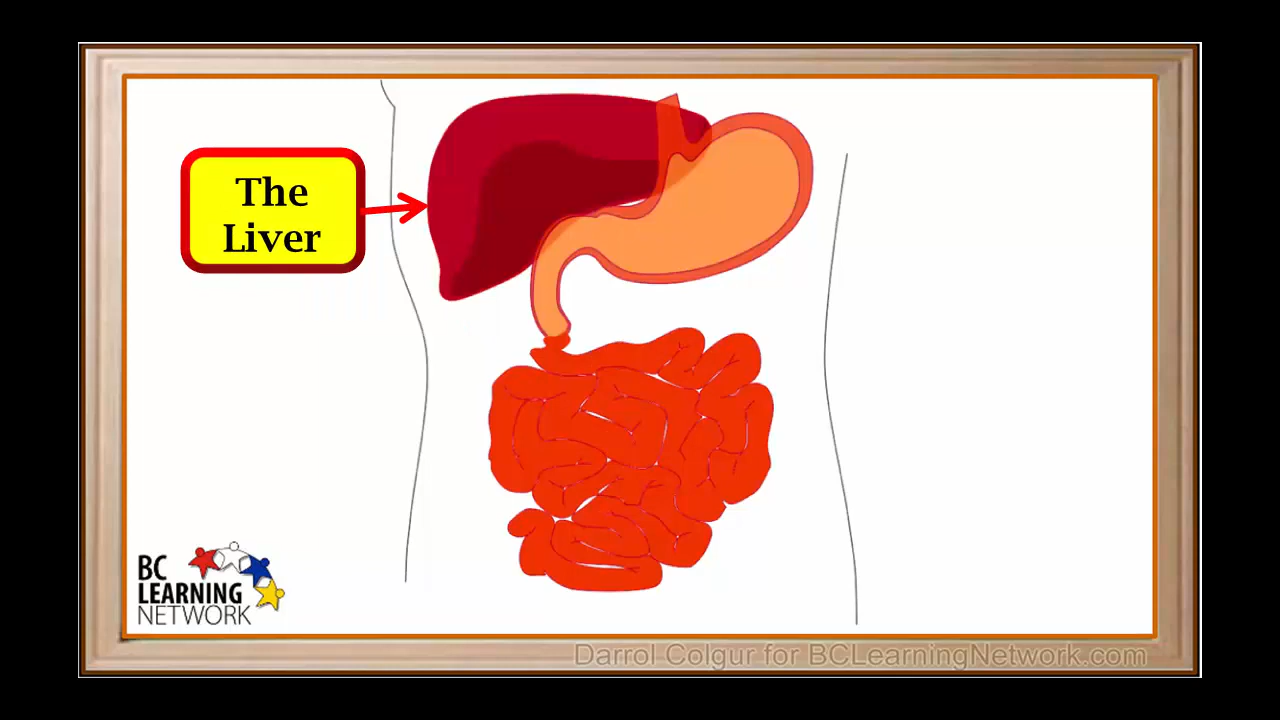 The
Liver
BC
LEARNING
NETWORK
Darrol Colgur for BCLearningNetwork.com